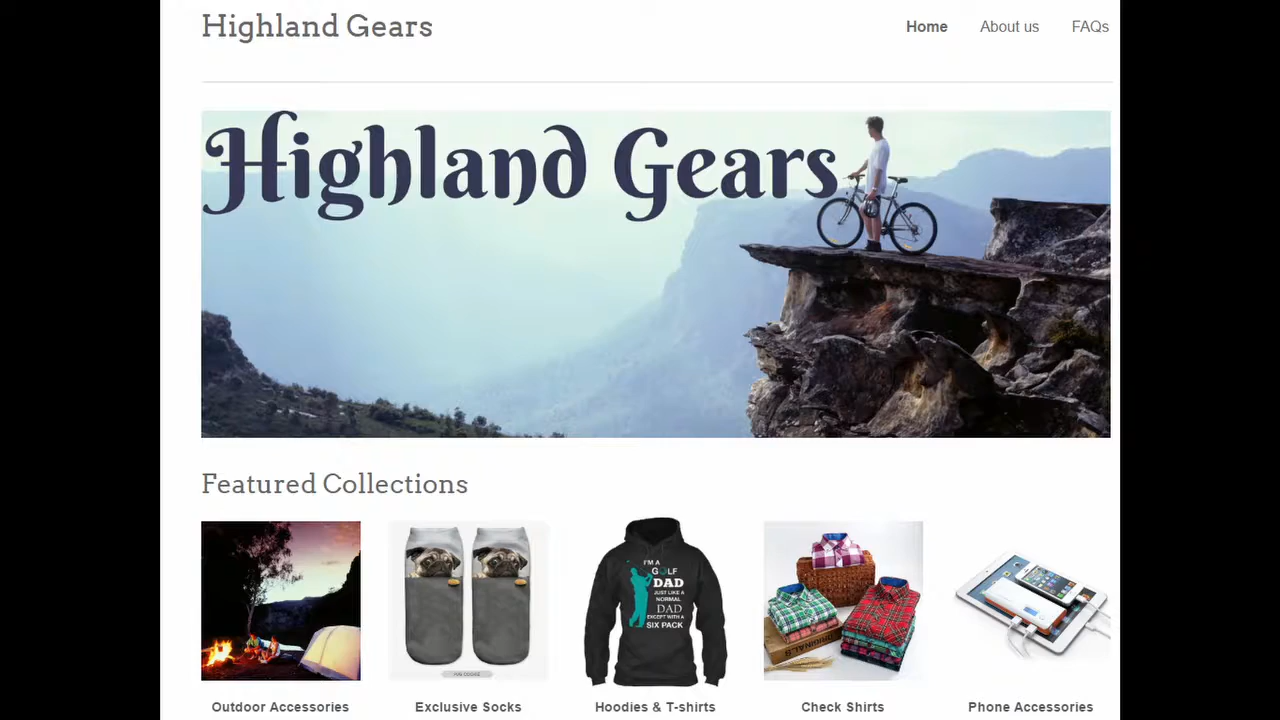 Highland Gears
Home About us FAQs
Highland Gears
Featured Collections
I'M A
GOLF
DAD
JUST LIKE A
NORMAL
DAD
EXCEPT WITH A
SIX PACK
ORIGINALS
Outdoor Accessories Exclusive Socks Hoodies & T-shirts Check Shirts Phone Accessories